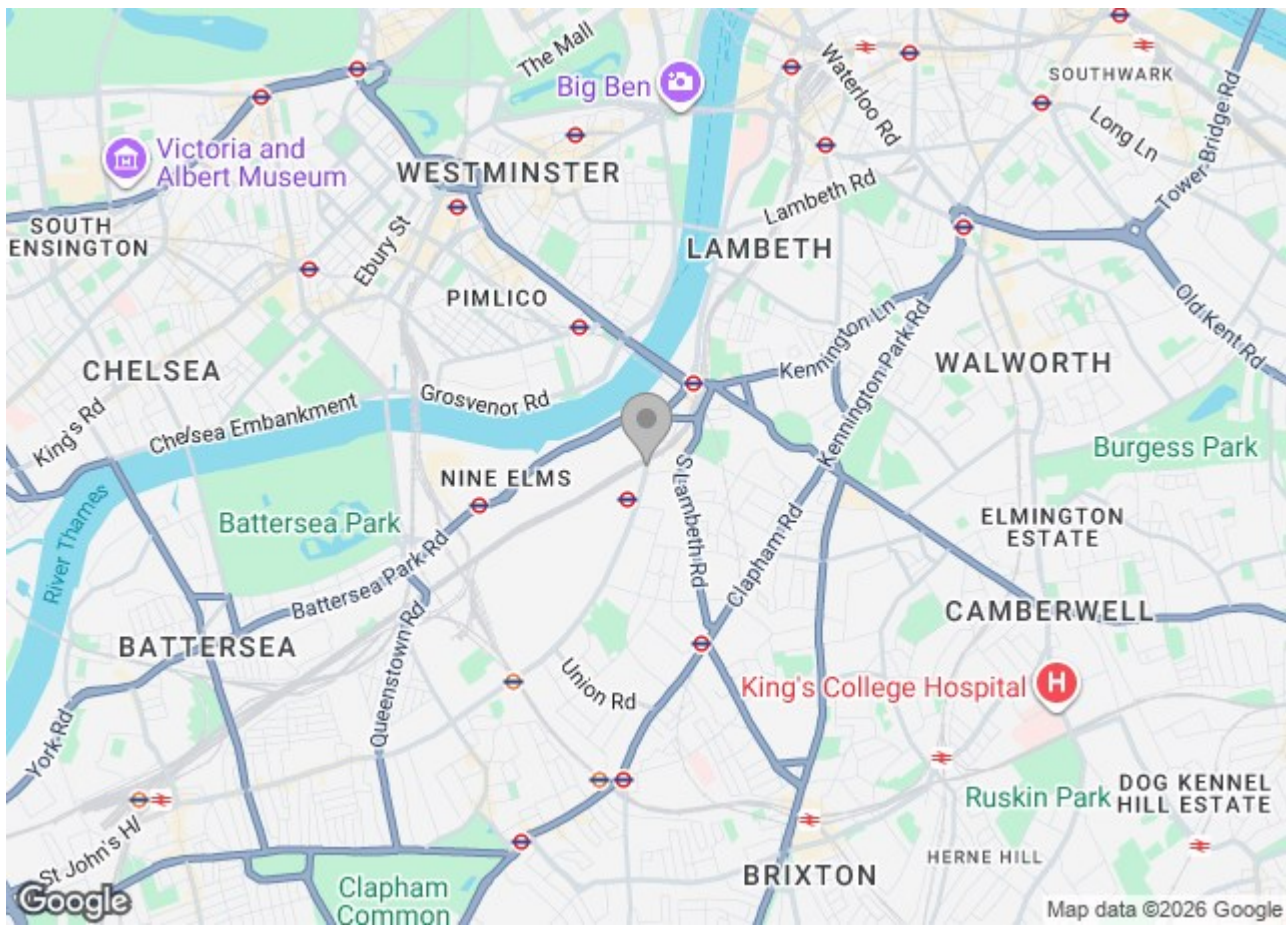 The Mall
Big Ben
Waterloo Rd
SOUTHWARK
Long Ln
Tower Bridge Rd
Victoria and
Albert Museum
WESTMINSTER
Lambeth Rd
SOUTH
ENSINGTON
Ebury St
LAMBETH
PIMLICO
Old Kent Rd
CHELSEA
Kennington Ln
Kennington Park Rd
WALWORTH
King's Rd
Chelsea Embankment
Grosvenor Rd
Burgess Park
NINE ELMS
S Lambeth Rd
River Thames
Battersea Park
Clapham Rd
ELMINGTON
ESTATE
Battersea Park Rd
CAMBERWELL
BATTERSEA
Queenstown Rd
Union Rd
King's College Hospital
H
York Rd
Ruskin Park
DOG KENNEL
HILL ESTATE
St John's Hl
HERNE HILL
BRIXTON
Clapham
Common
Google
Map data ©2026 Google